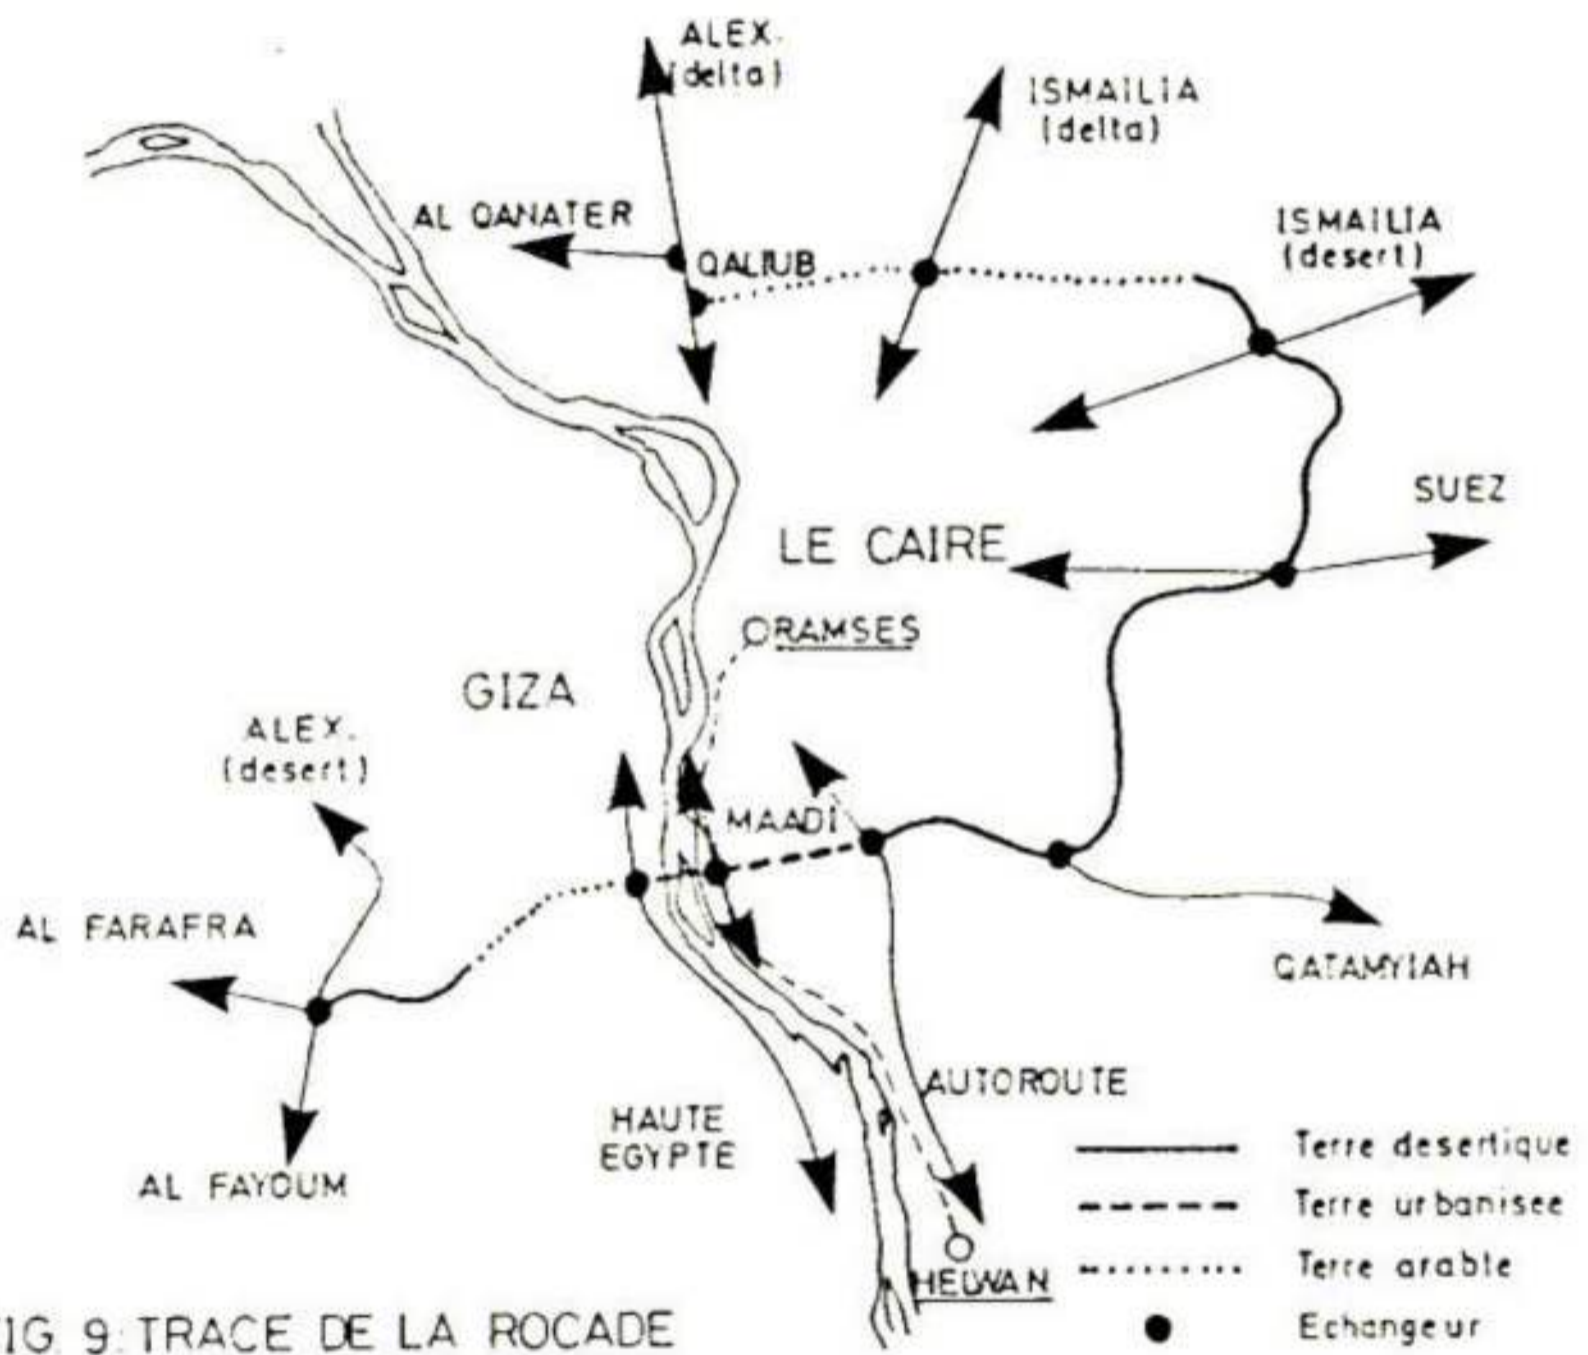 ALEX.
(delta)
ISMAILIA
(delta)
AL QANATER
QALIUB
ISMAILIA
(desert)
SUEZ
LE CAIRE
RAMSES
GIZA
ALEX.
(desert)
MAADI
AL FARAFRA
QATAMYIAH
AUTOROUTE
HAUTE
EGYPTE
AL FAYOUM
HELWAN
Terre desertique
Terre urbanisee
Terre arable
Echangeur
IG. 9: TRACE DE LA ROCADE